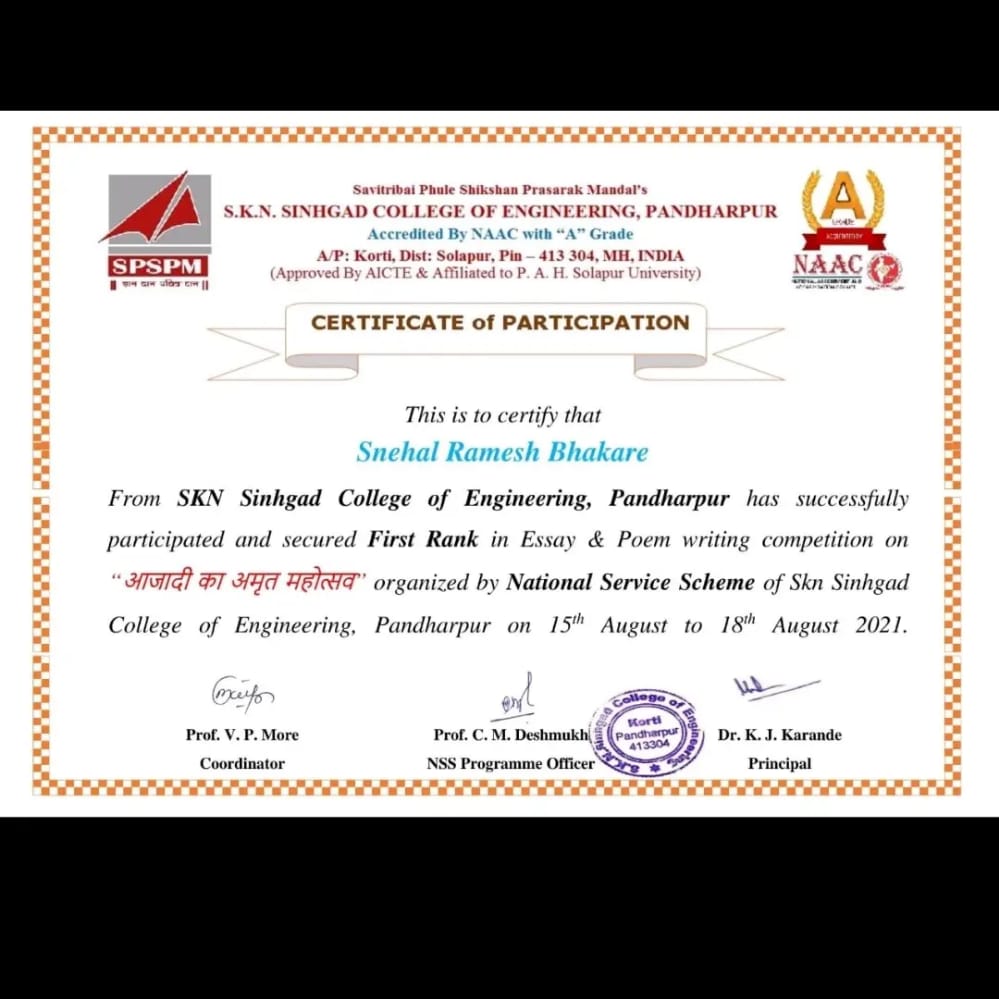 Savitribai Phule Shikshan Prasarak Mandal's
S.K.N. SINHGAD COLLEGE OF ENGINEERING, PANDHARPUR
Accredited By NAAC with “A” Grade
A/P: Korti, Dist: Solapur, Pin – 413 304, MH, INDIA
(Approved By AICTE & Affiliated to P. A. H. Solapur University)
SPSPM
A
NAAC
CERTIFICATE of PARTICIPATION
This is to certify that
Snehal Ramesh Bhakare
From SKN Sinhgad College of Engineering, Pandharpur has successfully
participated and secured First Rank in Essay & Poem writing competition on
“आजादी का अमृत महोत्सव” organized by National Service Scheme of Skn Sinhgad
College of Engineering, Pandharpur on 15th August to 18th August 2021.
Prof. V. P. More
Coordinator
Prof. C. M. Deshmukh
NSS Programme Officer
S.K.N. Sinhgad College of Engineering
Korti
Pandharpur
413304
Dr. K. J. Karande
Principal